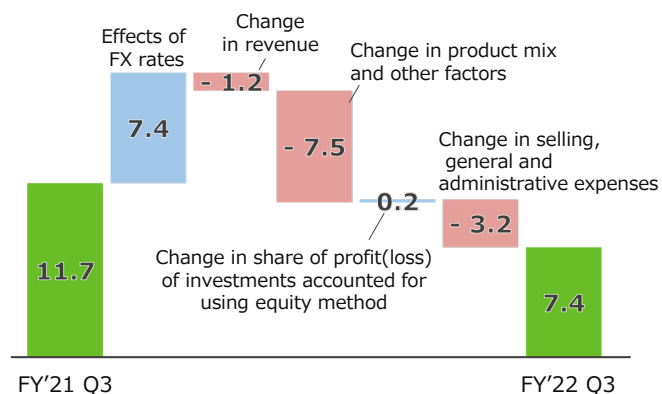 Effects of
FX rates
Change
in revenue
Change in product mix
and other factors
7.4
- 1.2
- 7.5
Change in selling,
general and
administrative expenses
0.2
- 3.2
11.7
Change in share of profit(loss)
of investments accounted for
using equity method
7.4
FY'21 Q3
FY'22 Q3